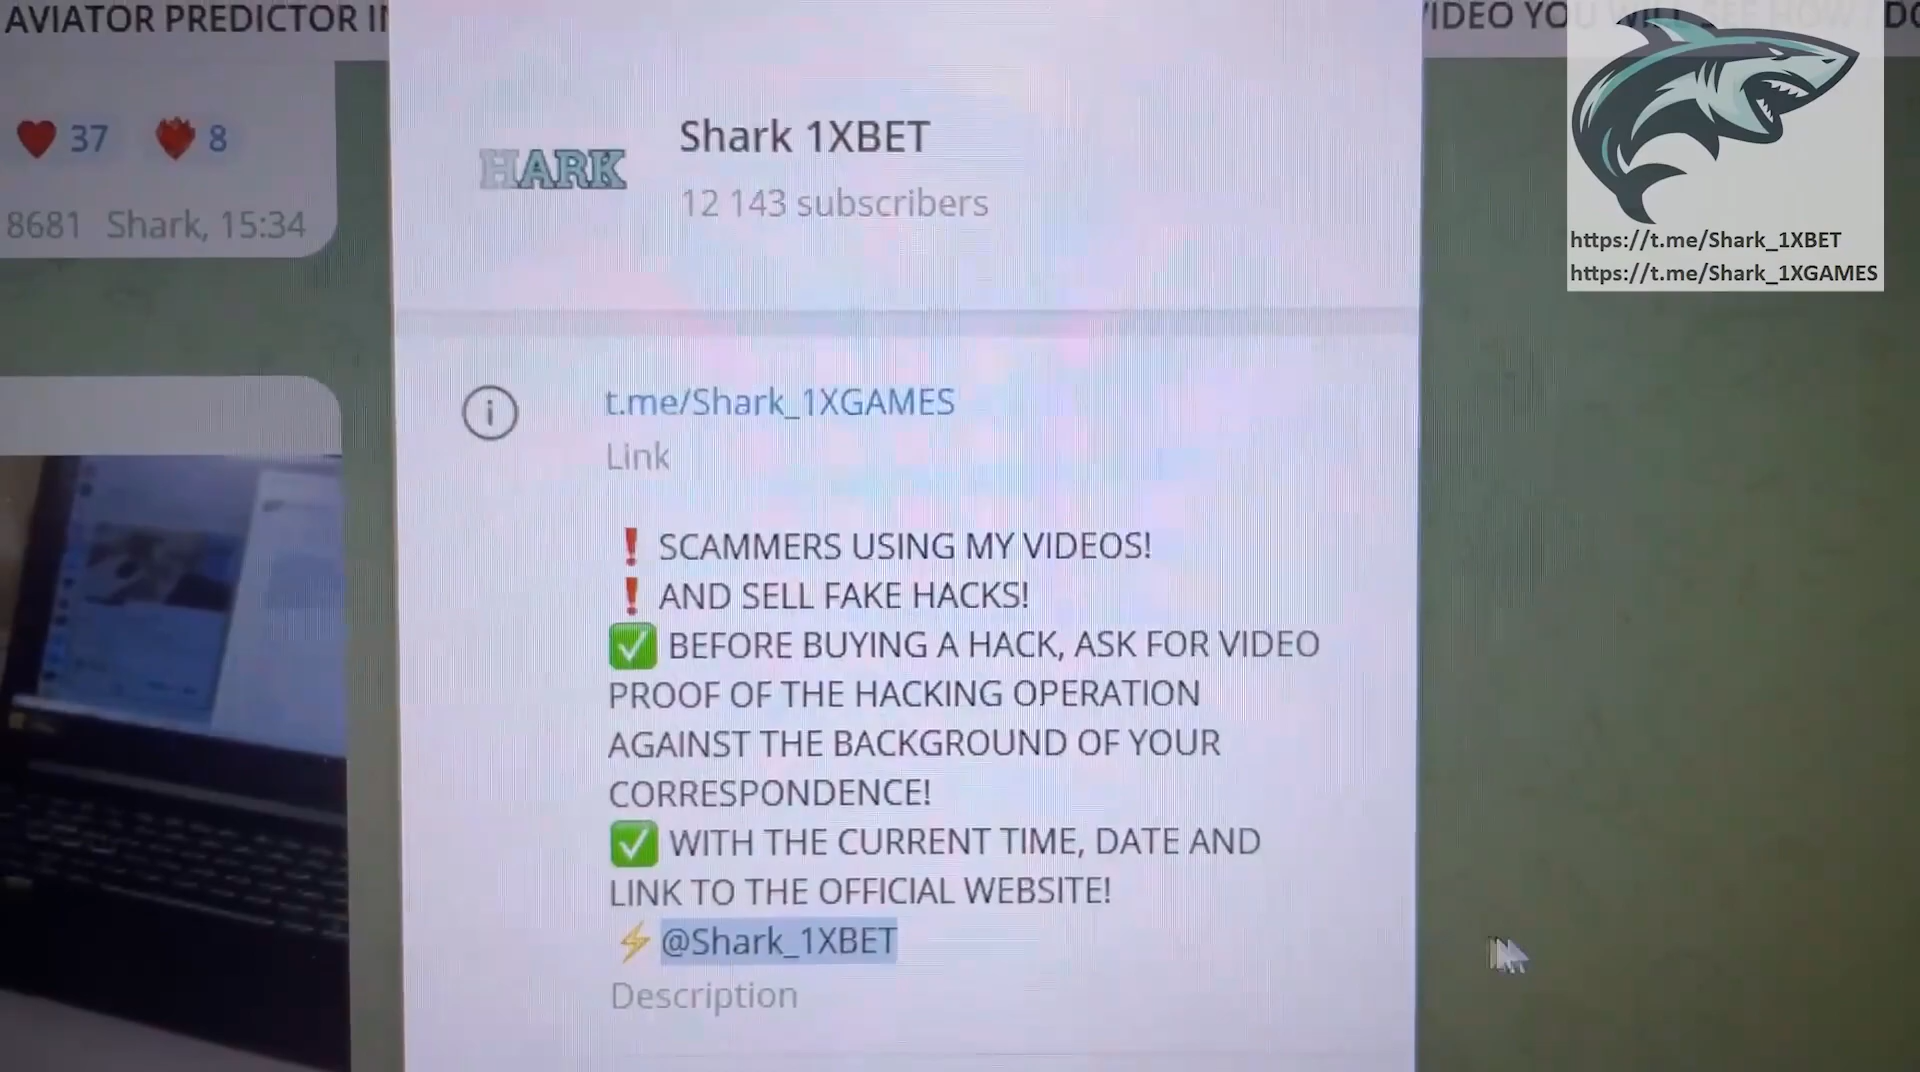 AVIATOR PREDICTOR
VIDEO YOU WILL SEE HOW
37
8
8681 Shark, 15:34
HARK
Shark 1XBET
12 143 subscribers
https://t.me/Shark_1XBET
https://t.me/Shark_1XGAMES
t.me/Shark_1XGAMES
Link
❗ SCAMMERS USING MY VIDEOS!
❗ AND SELL FAKE HACKS!
✅ BEFORE BUYING A HACK, ASK FOR VIDEO
PROOF OF THE HACKING OPERATION
AGAINST THE BACKGROUND OF YOUR
CORRESPONDENCE!
✅ WITH THE CURRENT TIME, DATE AND
LINK TO THE OFFICIAL WEBSITE!
⚡ @Shark_1XBET
Description